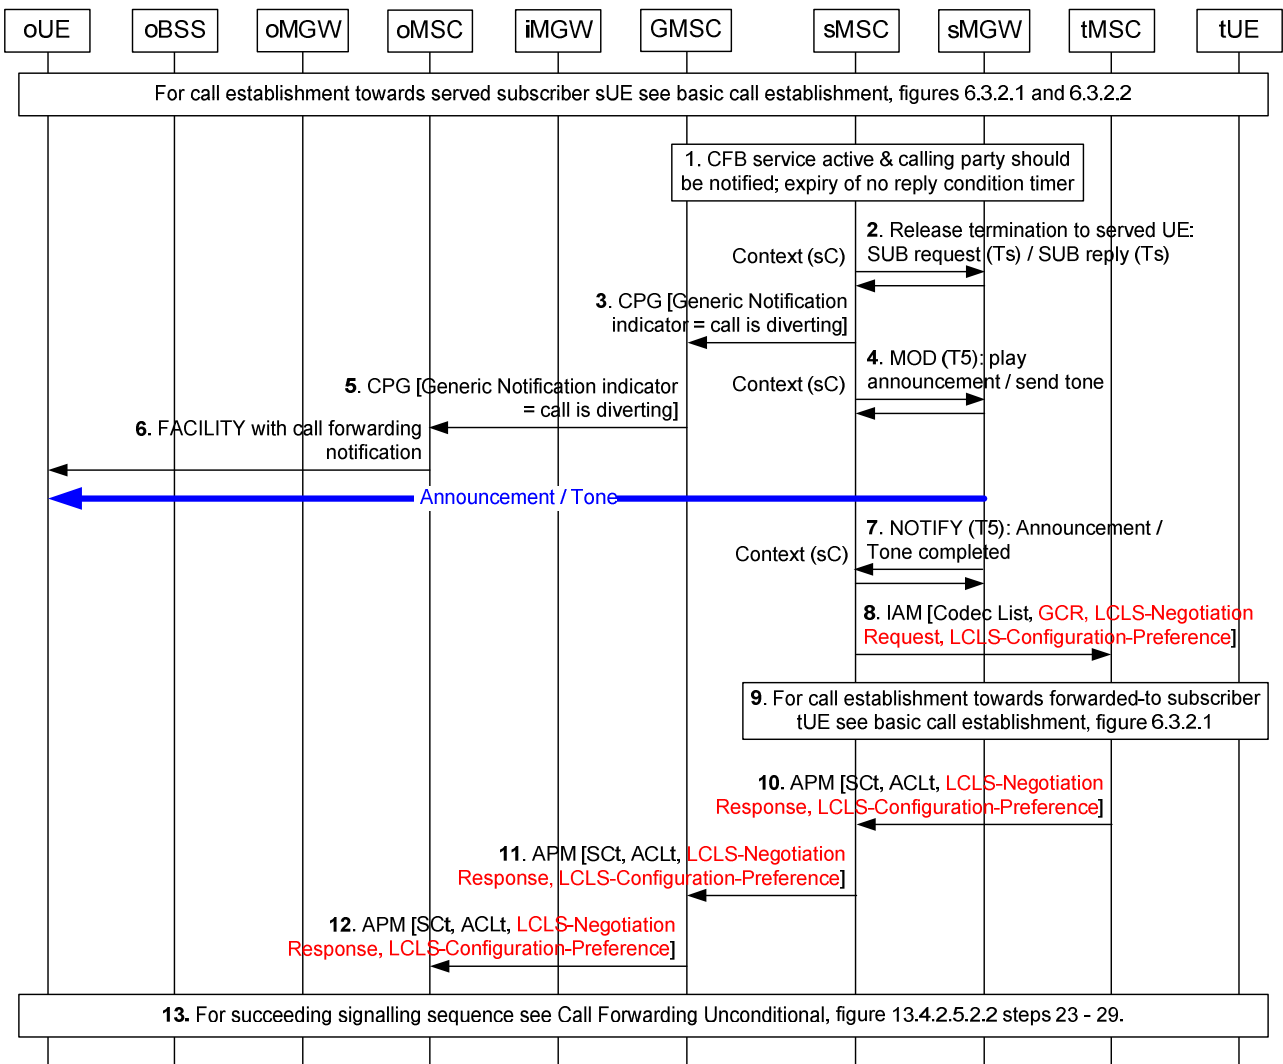 oUE oBSS oMGW oMSC iMGW GMSC sMSC sMGW tMSC tUE
For call establishment towards served subscriber sUE see basic call establishment, figures 6.3.2.1 and 6.3.2.2
1. CFB service active & calling party should
be notified; expiry of no reply condition timer
2. Release termination to served UE:
SUB request (Ts) / SUB reply (Ts)
Context (sC)
3. CPG [Generic Notification
indicator = call is diverting]
4. MOD (T5): play
announcement / send tone
Context (sC)
5. CPG [Generic Notification indicator
= call is diverting]
6. FACILITY with call forwarding
notification
Announcement / Tone
7. NOTIFY (T5): Announcement /
Tone completed
Context (sC)
8. IAM [Codec List, GCR, LCLS-Negotiation
Request, LCLS-Configuration-Preference]
9. For call establishment towards forwarded-to subscriber
tUE see basic call establishment, figure 6.3.2.1
10. APM [SCt, ACLt, LCLS-Negotiation
Response, LCLS-Configuration-Preference]
11. APM [SCt, ACLt, LCLS-Negotiation
Response, LCLS-Configuration-Preference]
12. APM [SCt, ACLt, LCLS-Negotiation
Response, LCLS-Configuration-Preference]
13. For succeeding signalling sequence see Call Forwarding Unconditional, figure 13.4.2.5.2.2 steps 23 - 29.